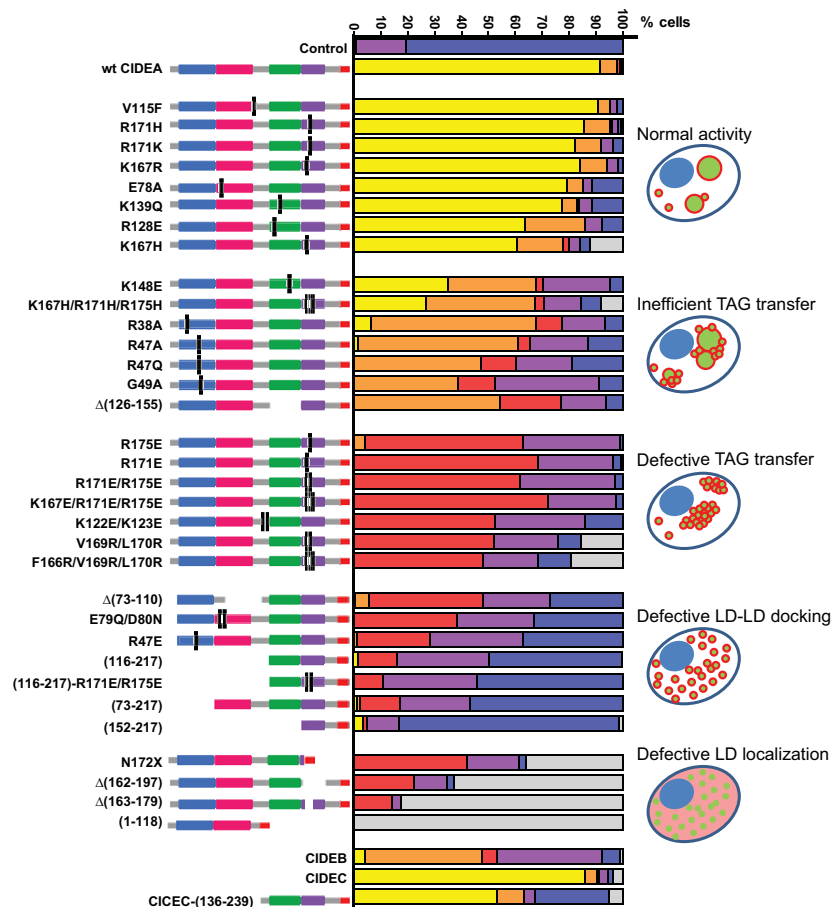 0 10 20 30 40 50 60 70 80 90 100 % cells
Control
wt CIDEA
V115F
R171H
R171K
K167R
E78A
K139Q
R128E
K167H
Normal activity
K148E
K167H/R171H/R175H
R38A
R47A
R47Q
G49A
Δ(126-155)
Inefficient TAG transfer
R175E
R171E
R171E/R175E
K167E/R171E/R175E
K122E/K123E
V169R/L170R
F166R/V169R/L170R
Defective TAG transfer
Δ(73-110)
E79Q/D80N
R47E
(116-217)
(116-217)-R171E/R175E
(73-217)
(152-217)
Defective LD-LD docking
N172X
Δ(162-197)
Δ(163-179)
(1-118)
Defective LD localization
CIDEB
CIDEC
CICEC-(136-239)